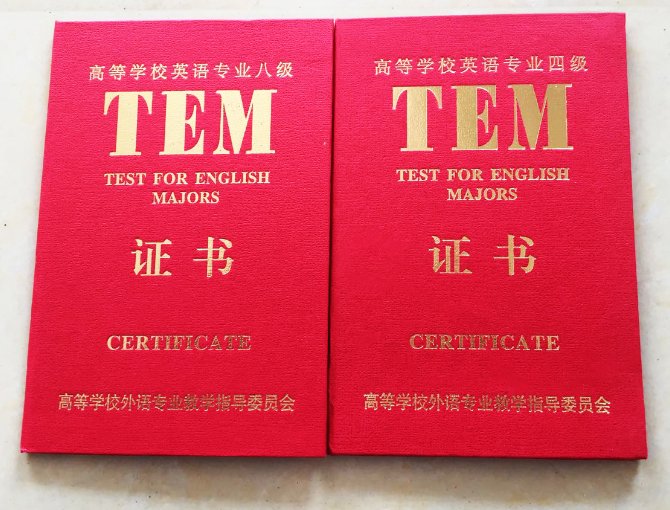 高等学校英语专业八级
TEM
TEST FOR ENGLISH
MAJORS
证书
CERTIFICATE
高等学校外语专业教学指导委员会
高等学校英语专业四级
TEM
TEST FOR ENGLISH
MAJORS
证书
CERTIFICATE
高等学校外语专业教学指导委员会